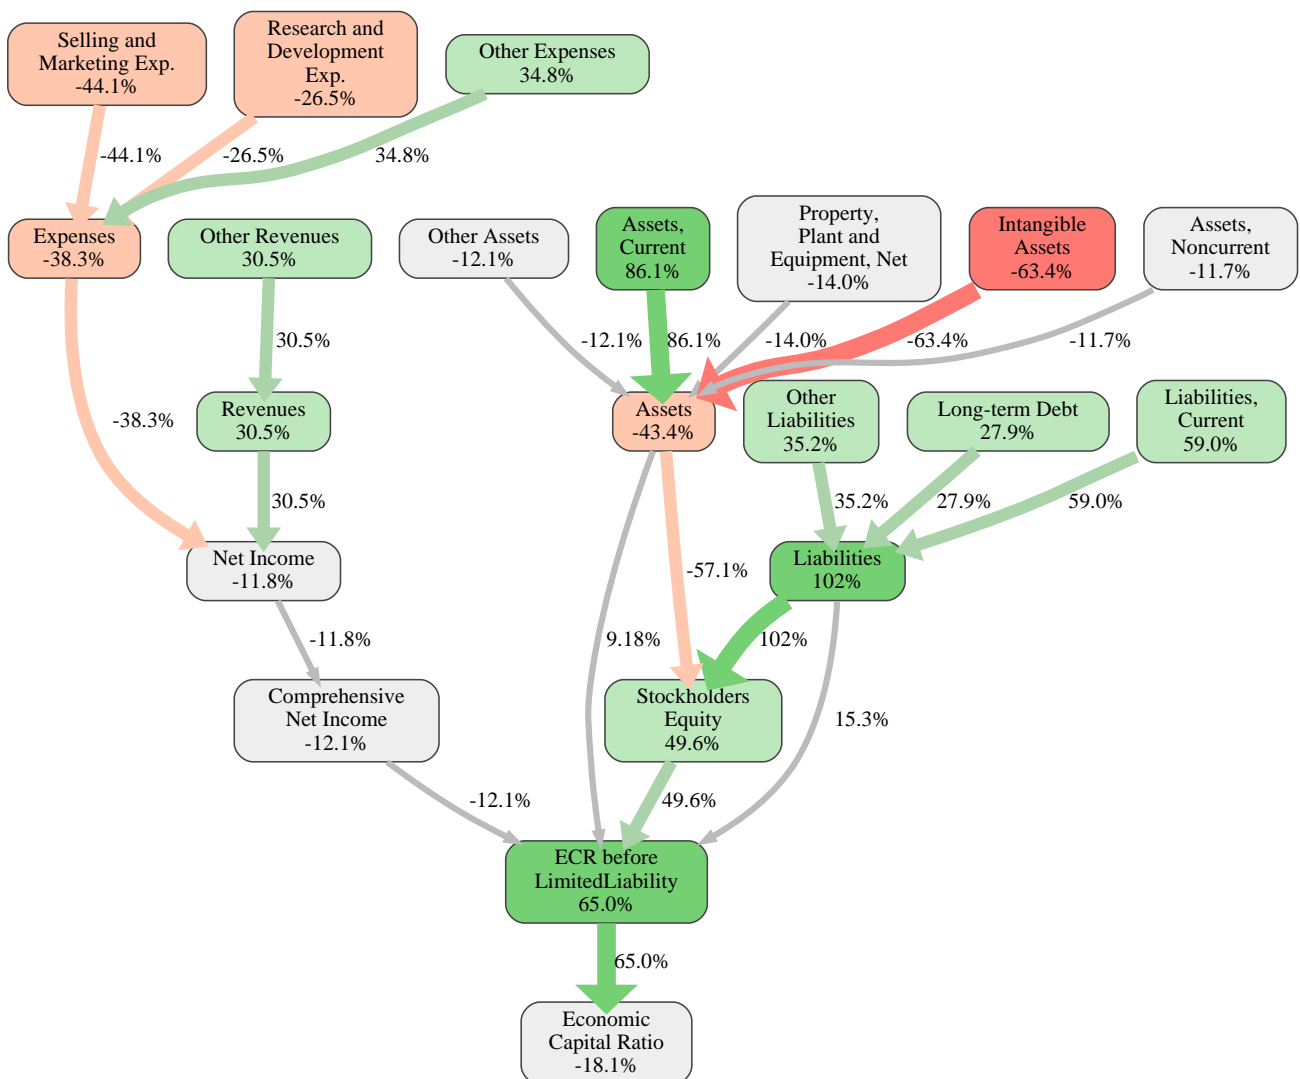 Selling and
Marketing Exp.
-44.1%
Research and
Development
Exp.
-26.5%
Other Expenses
34.8%
-44.1%
-26.5%
34.8%
Expenses
-38.3%
Other Revenues
30.5%
Other Assets
-12.1%
Assets,
Current
86.1%
Property,
Plant and
Equipment, Net
-14.0%
Intangible
Assets
-63.4%
Assets,
Noncurrent
-11.7%
30.5%
-12.1%
86.1%
-14.0%
-63.4%
-11.7%
-38.3%
Revenues
30.5%
Assets
-43.4%
Other
Liabilities
35.2%
Long-term Debt
27.9%
Liabilities,
Current
59.0%
30.5%
35.2%
27.9%
59.0%
Net Income
-11.8%
-57.1%
Liabilities
102%
-11.8%
9.18%
102%
Comprehensive
Net Income
-12.1%
Stockholders
Equity
49.6%
15.3%
-12.1%
49.6%
ECR before
LimitedLiability
65.0%
65.0%
Economic
Capital Ratio
-18.1%